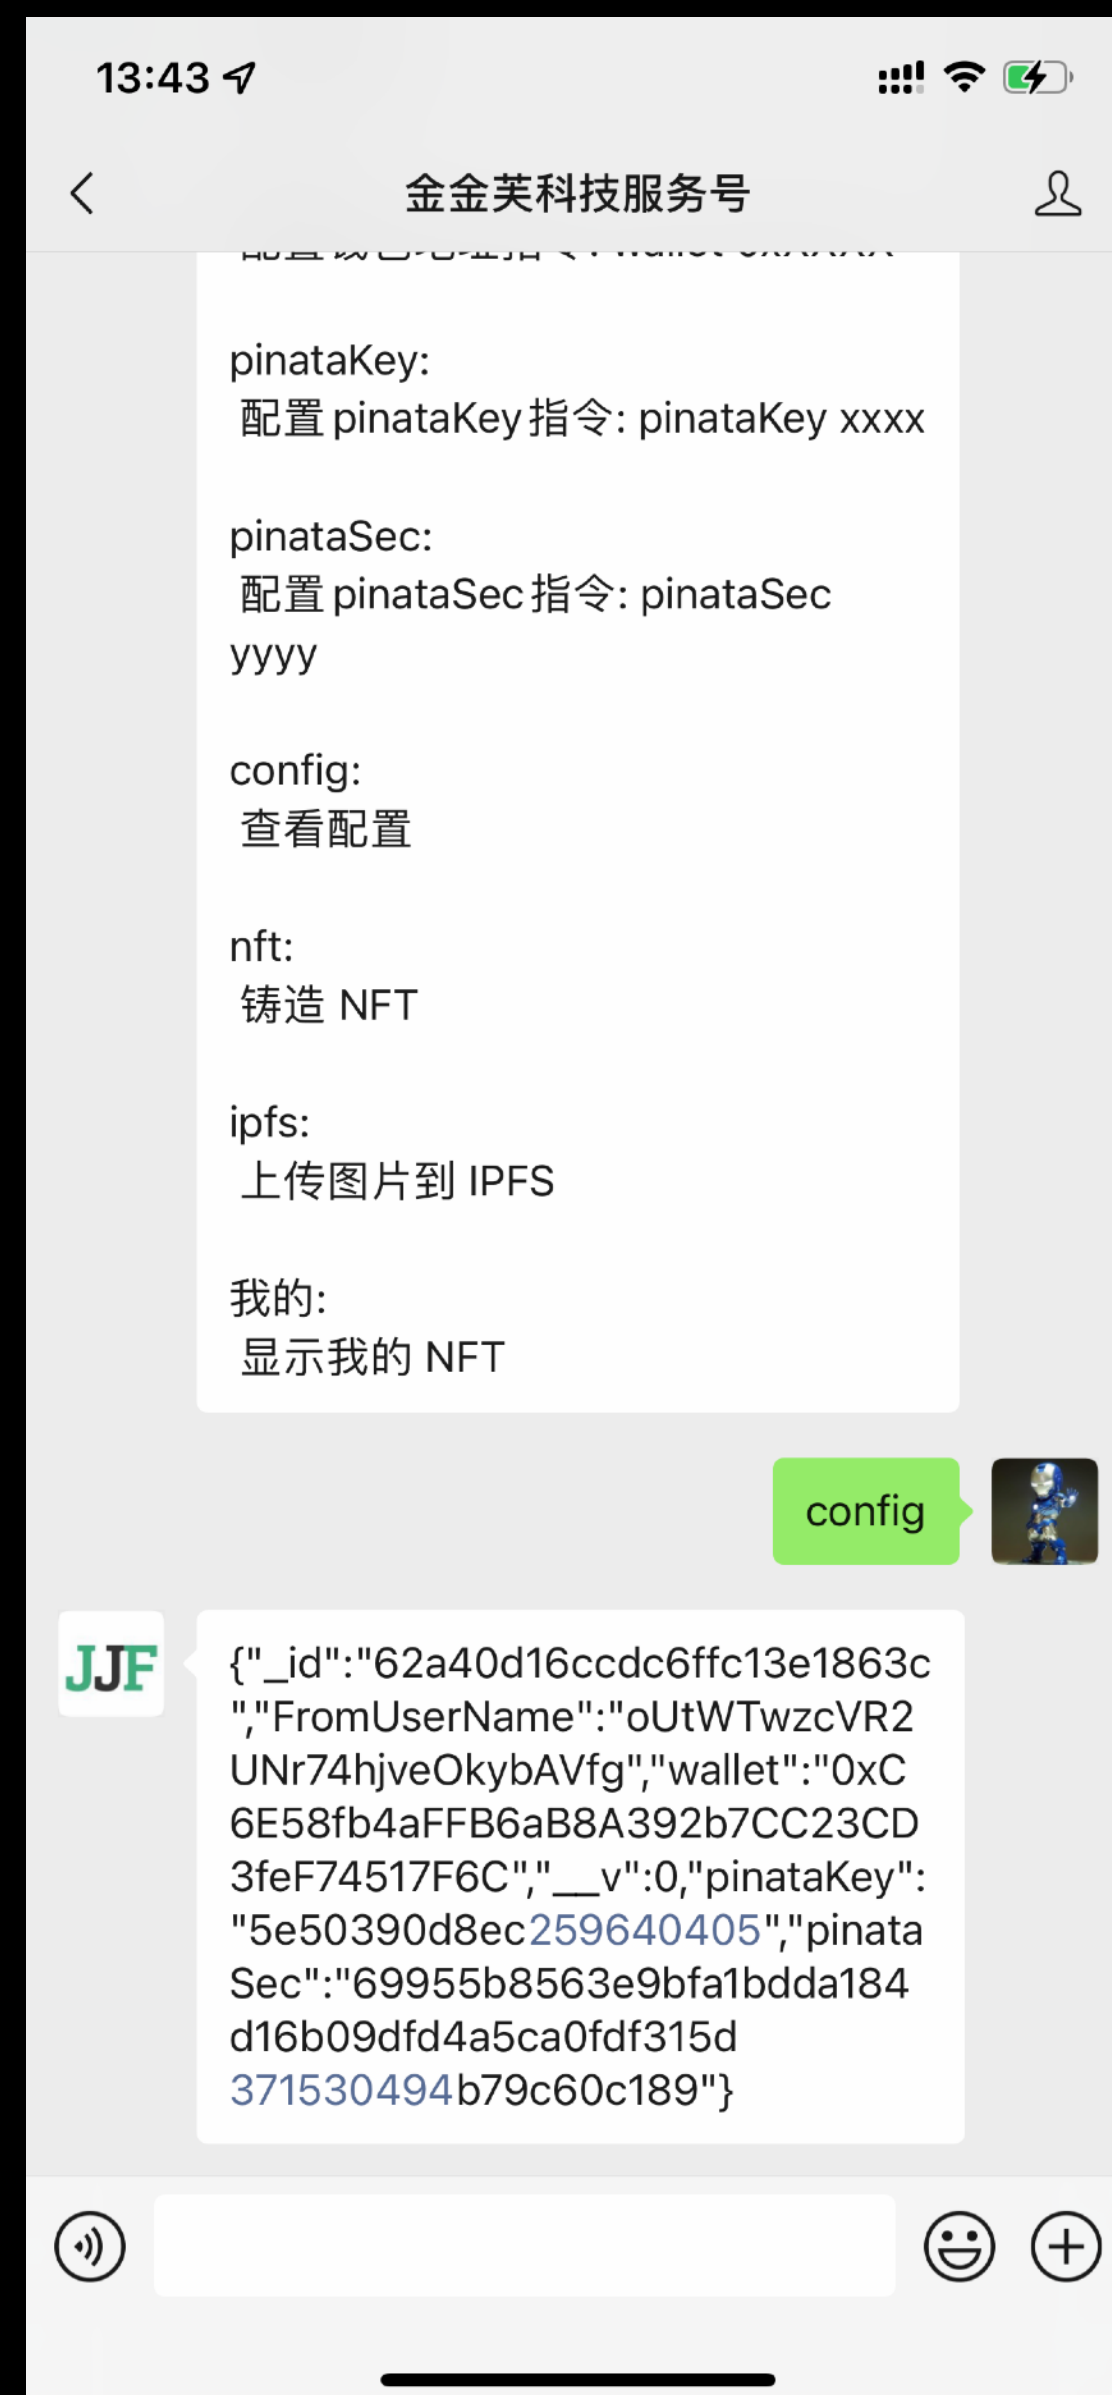 13:43
金金芙科技服务号
pinataKey:
配置 pinataKey 指令: pinataKey xxxx
pinataSec:
配置 pinataSec 指令: pinataSec
yyyy
config:
查看配置
nft:
铸造 NFT
ipfs:
上传图片到 IPFS
我的:
显示我的 NFT
config
JJF
{"_id":"62a40d16ccdc6ffc13e1863c
","FromUserName":"oUtWTwzcVR2
UNr74hjveOkybAVfg","wallet":"0xC
6E58fb4aFFB6aB8A392b7CC23CD
3feF74517F6C","__v":0,"pinataKey":
"5e50390d8ec259640405","pinata
Sec":"69955b8563e9bfa1bdda184
d16b09dfd4a5ca0fdf315d
371530494b79c60c189"}